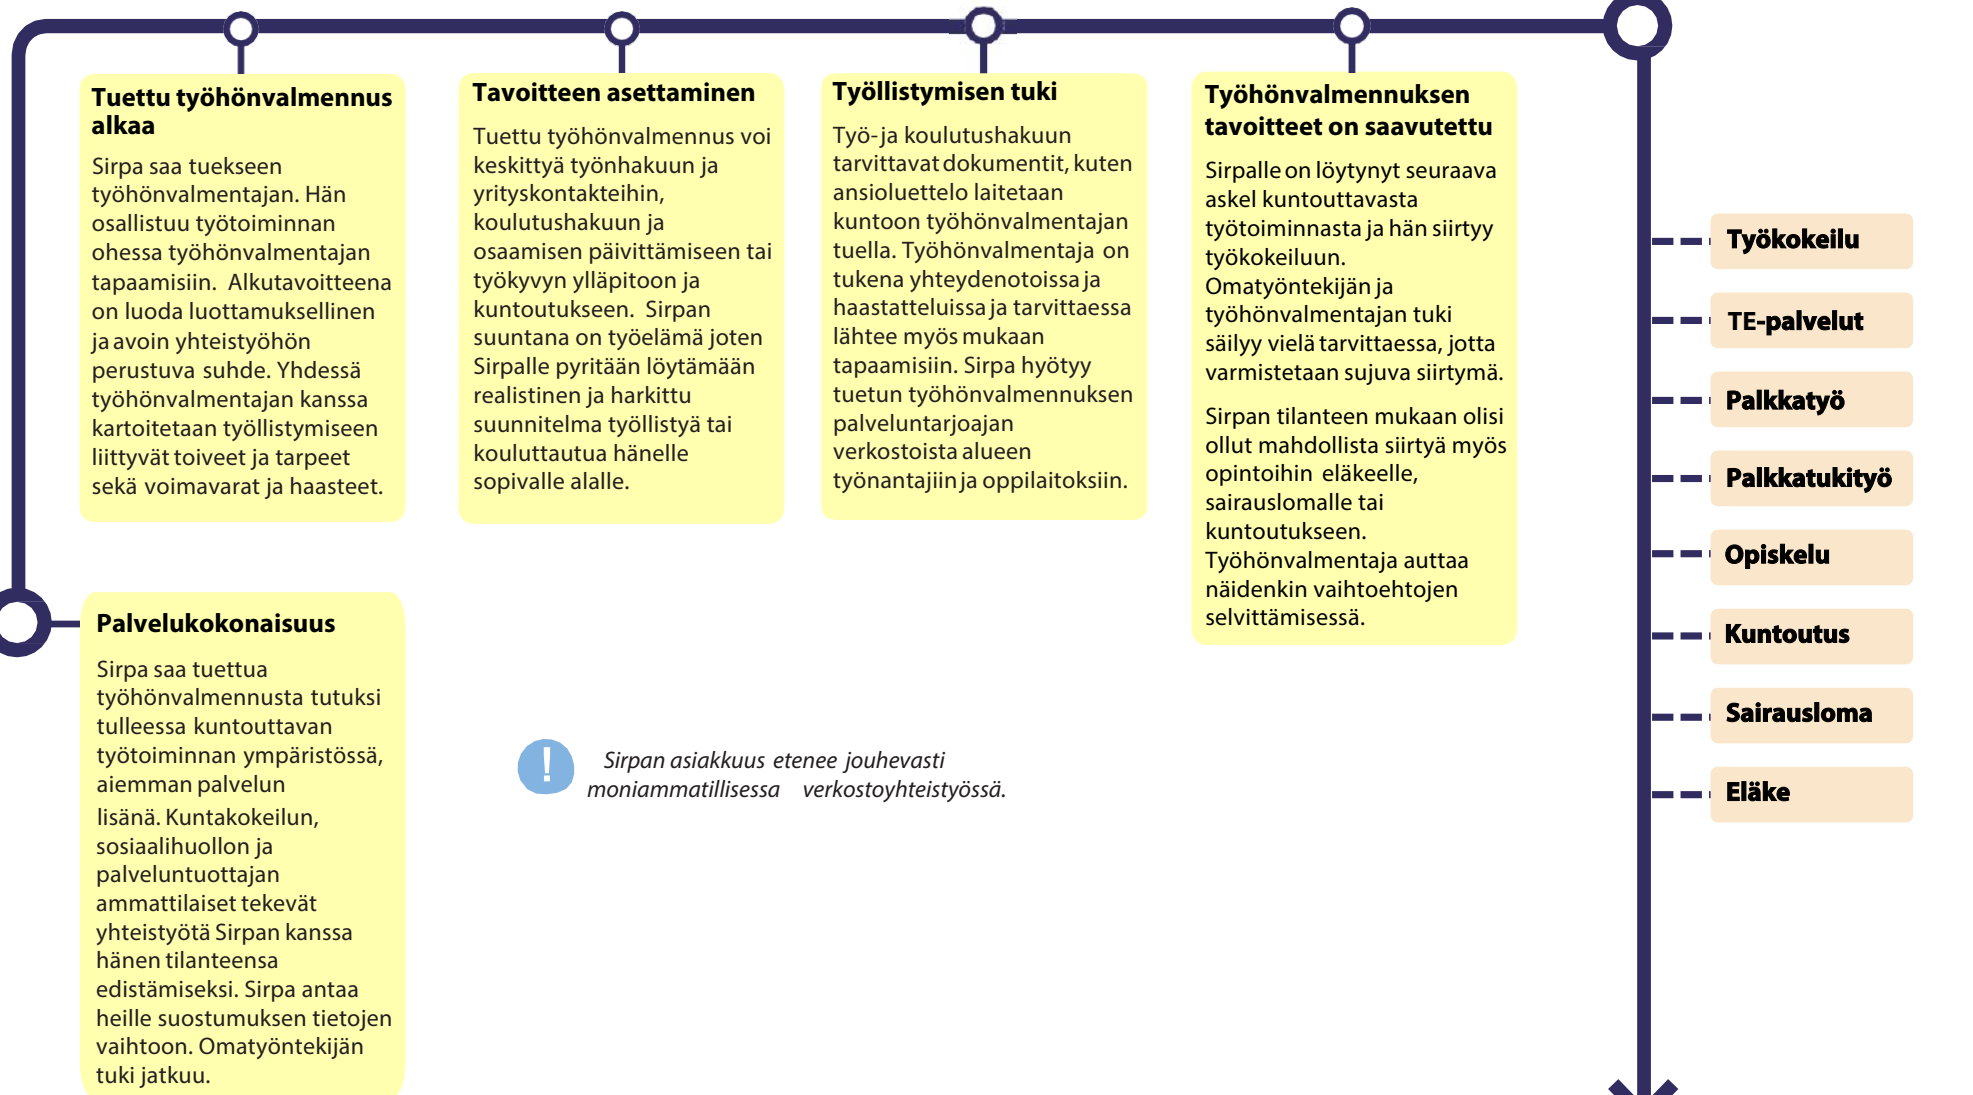 Tuettu työhönvalmennus
alkaa
Sirpa saa tuekseen
työhönvalmentajan. Hän
osallistuu työtoiminnan
ohessa työhönvalmentajan
tapaamisiin. Alkutavoitteena
on luoda luottamuksellinen
ja avoin yhteistyöhön
perustuva suhde. Yhdessä
työhönvalmentajan kanssa
kartoitetaan työllistymiseen
liittyvät toiveet ja tarpeet
sekä voimavarat ja haasteet.
Tavoitteen asettaminen
Tuettu työhönvalmennus voi
keskittyä työnhakuun ja
yrityskontakteihin,
koulutushakuun ja
osaamisen päivittämiseen tai
työkyvyn ylläpitoon ja
kuntoutukseen. Sirpan
suuntana on työelämä joten
Sirpalle pyritään löytämään
realistinen ja harkittu
suunnitelma työllistyä tai
kouluttautua hänelle
sopivalle alalle.
Työllistymisen tuki
Työ-ja koulutushakuun
tarvittavat dokumentit, kuten
ansioluettelo laitetaan
kuntoon työhönvalmentajan
tuella. Työhönvalmentaja on
tukena yhteydenotoissa ja
haastatteluissa ja tarvittaessa
lähtee myös mukaan
tapaamisiin. Sirpa hyötyy
tuetun työhönvalmennuksen
palveluntarjoajan
verkostoista alueen
työnantajiin ja oppilaitoksiin.
Työhönvalmennuksen
tavoitteet on saavutettu
Sirpalle on löytynyt seuraava
askel kuntouttavasta
työtoiminnasta ja hän siirtyy
työkokeiluun.
Omatyöntekijän ja
työhönvalmentajan tuki
säilyy vielä tarvittaessa, jotta
varmistetaan sujuva siirtymä.
Sirpan tilanteen mukaan olisi
ollut mahdollista siirtyä myös
opintoihin eläkeelle,
sairauslomalle tai
kuntoutukseen.
Työhönvalmentaja auttaa
näidenkin vaihtoehtojen
selvittämisessä.
Työkokeilu
TE-palvelut
Palkkatyö
Palkkatukityö
Opiskelu
Kuntoutus
Sairausloma
Eläke
Palvelukokonaisuus
Sirpa saa tuettua
työhönvalmennusta tutuksi
tulleessa kuntouttavan
työtoiminnan ympäristössä,
aiemman palvelun
lisänä. Kuntakokeilun,
sosiaalihuollon ja
palveluntuottajan
ammattilaiset tekevät
yhteistyötä Sirpan kanssa
hänen tilanteensa
edistämiseksi. Sirpa antaa
heille suostumuksen tietojen
vaihtoon. Omatyöntekijän
tuki jatkuu.
!
Sirpan asiakkuus etenee jouhevasti
moniammatillisessa verkostoyhteistyössä.